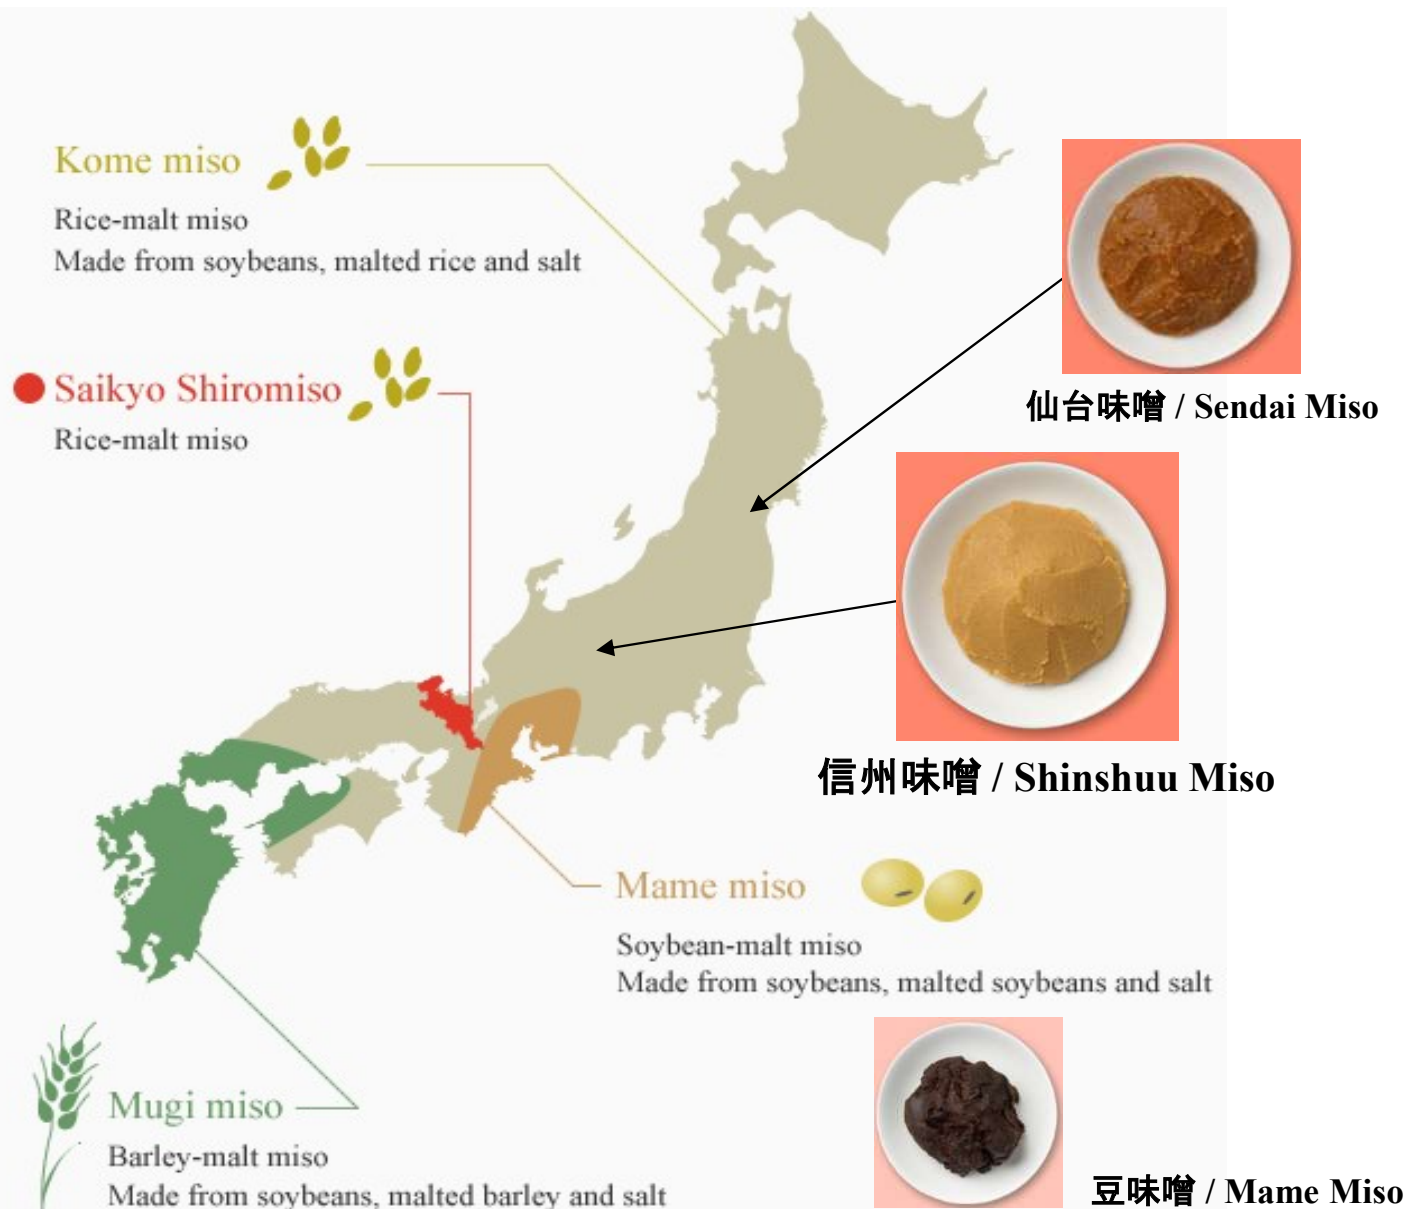 Kome miso
Rice-malt miso
Made from soybeans, malted rice and salt
仙台味噌 / Sendai Miso
Saikyo Shiromiso
Rice-malt miso
信州味噌 / Shinshuu Miso
Mame miso
Soybean-malt miso
Made from soybeans, malted soybeans and salt
Mugi miso
Barley-malt miso
Made from soybeans, malted barley and salt
豆味噌 / Mame Miso